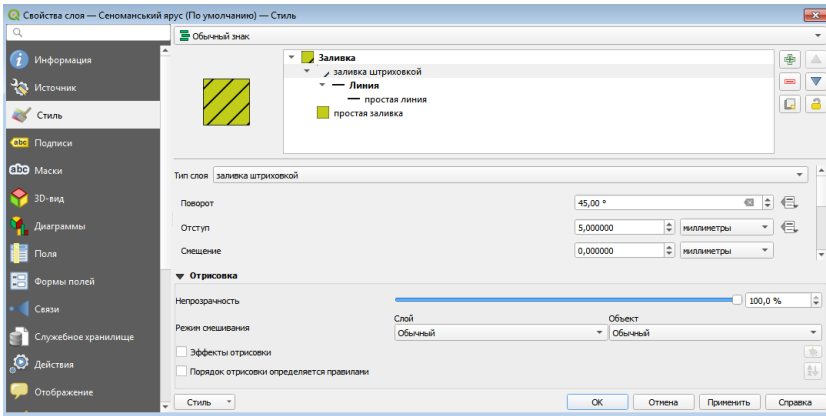 Свойства слоя — Сеноманський ярус (По умолчанию) — Стиль
Информация
Источник
Стиль
abc Подписи
abc Маски
3D-вид
Диаграммы
Поля
Формы полей
Связи
Служебное хранилище
Действия
Отображение
Обычный знак
Заливка
заливка штриховкой
Линия
простая линия
простая заливка
Тип слоя заливка штриховкой
Поворот 45,00 °
Отступ 5,000000 миллиметры
Смещение 0,000000 миллиметры
Отрисовка
Непрозрачность 100,0 %
Слой Объект
Режим смешивания Обычный Обычный
Эффекты отрисовки
Порядок отрисовки определяется правилами
Стиль OK Отмена Применить Справка